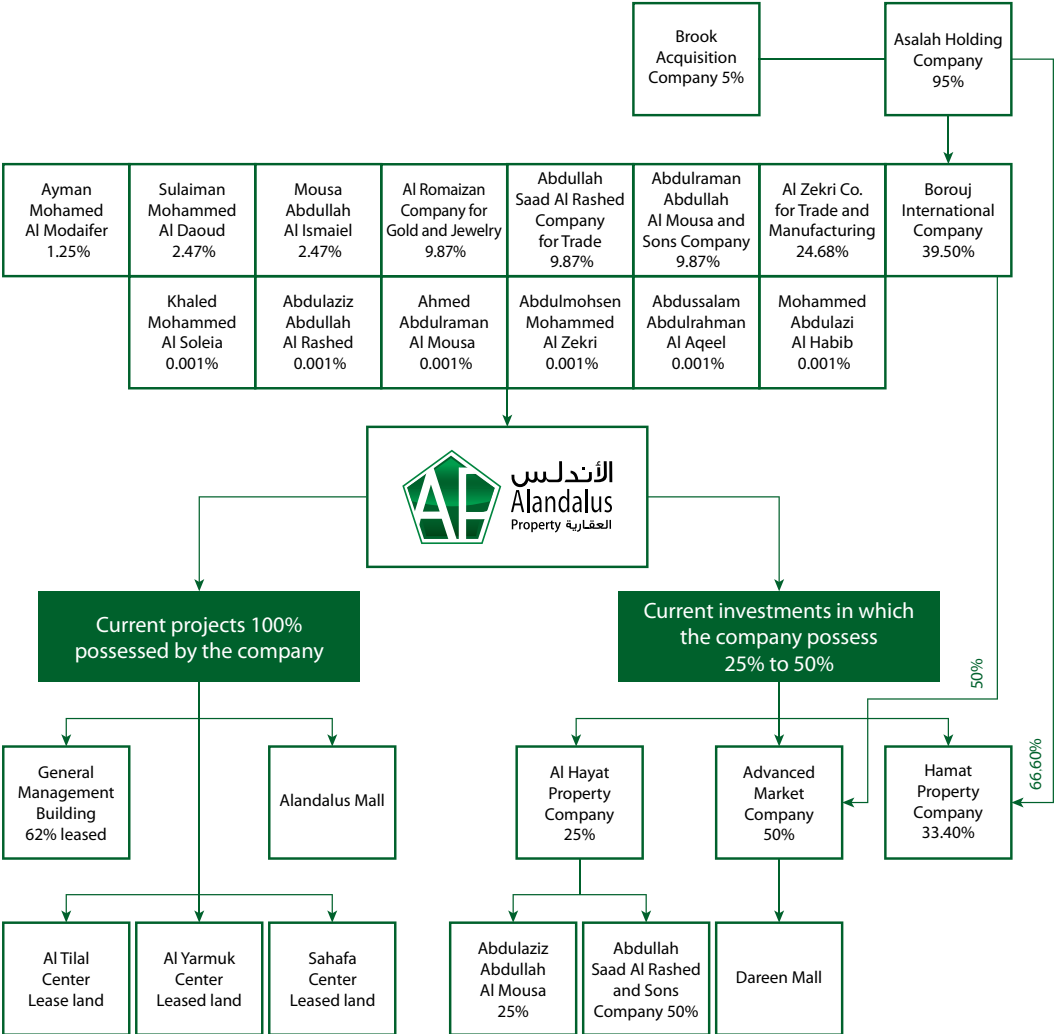 Brook
Acquisition
Company 5%
Asalah Holding
Company
95%
Ayman
Mohamed
Al Modaifer
1.25%
Sulaiman
Mohammed
Al Daoud
2.47%
Mousa
Abdullah
Al Ismaiel
2.47%
Al Romaizan
Company for
Gold and Jewelry
9.87%
Abdullah
Saad Al Rashed
Company
for Trade
9.87%
Abdulraman
Abdullah
Al Mousa and
Sons Company
9.87%
Al Zekri Co.
for Trade and
Manufacturing
24.68%
Borouj
International
Company
39.50%
Khaled
Mohammed
Al Soleia
0.001%
Abdulaziz
Abdullah
Al Rashed
0.001%
Ahmed
Abdulraman
Al Mousa
0.001%
Abdulmohsen
Mohammed
Al Zekri
0.001%
Abdussalam
Abdulrahman
Al Aqeel
0.001%
Mohammed
Abdulazi
Al Habib
0.001%
AP
الأندلس
Alandalus
Property العقارية
Current projects 100%
possessed by the company
Current investments in which
the company possess
25% to 50%
50%
66.60%
General
Management
Building
62% leased
Alandalus Mall
Al Hayat
Property
Company
25%
Advanced
Market
Company
50%
Hamat
Property
Company
33.40%
Al Tilal
Center
Lease land
Al Yarmuk
Center
Leased land
Sahafa
Center
Leased land
Abdulaziz
Abdullah
Al Mousa
25%
Abdullah
Saad Al Rashed
and Sons
Company 50%
Dareen Mall